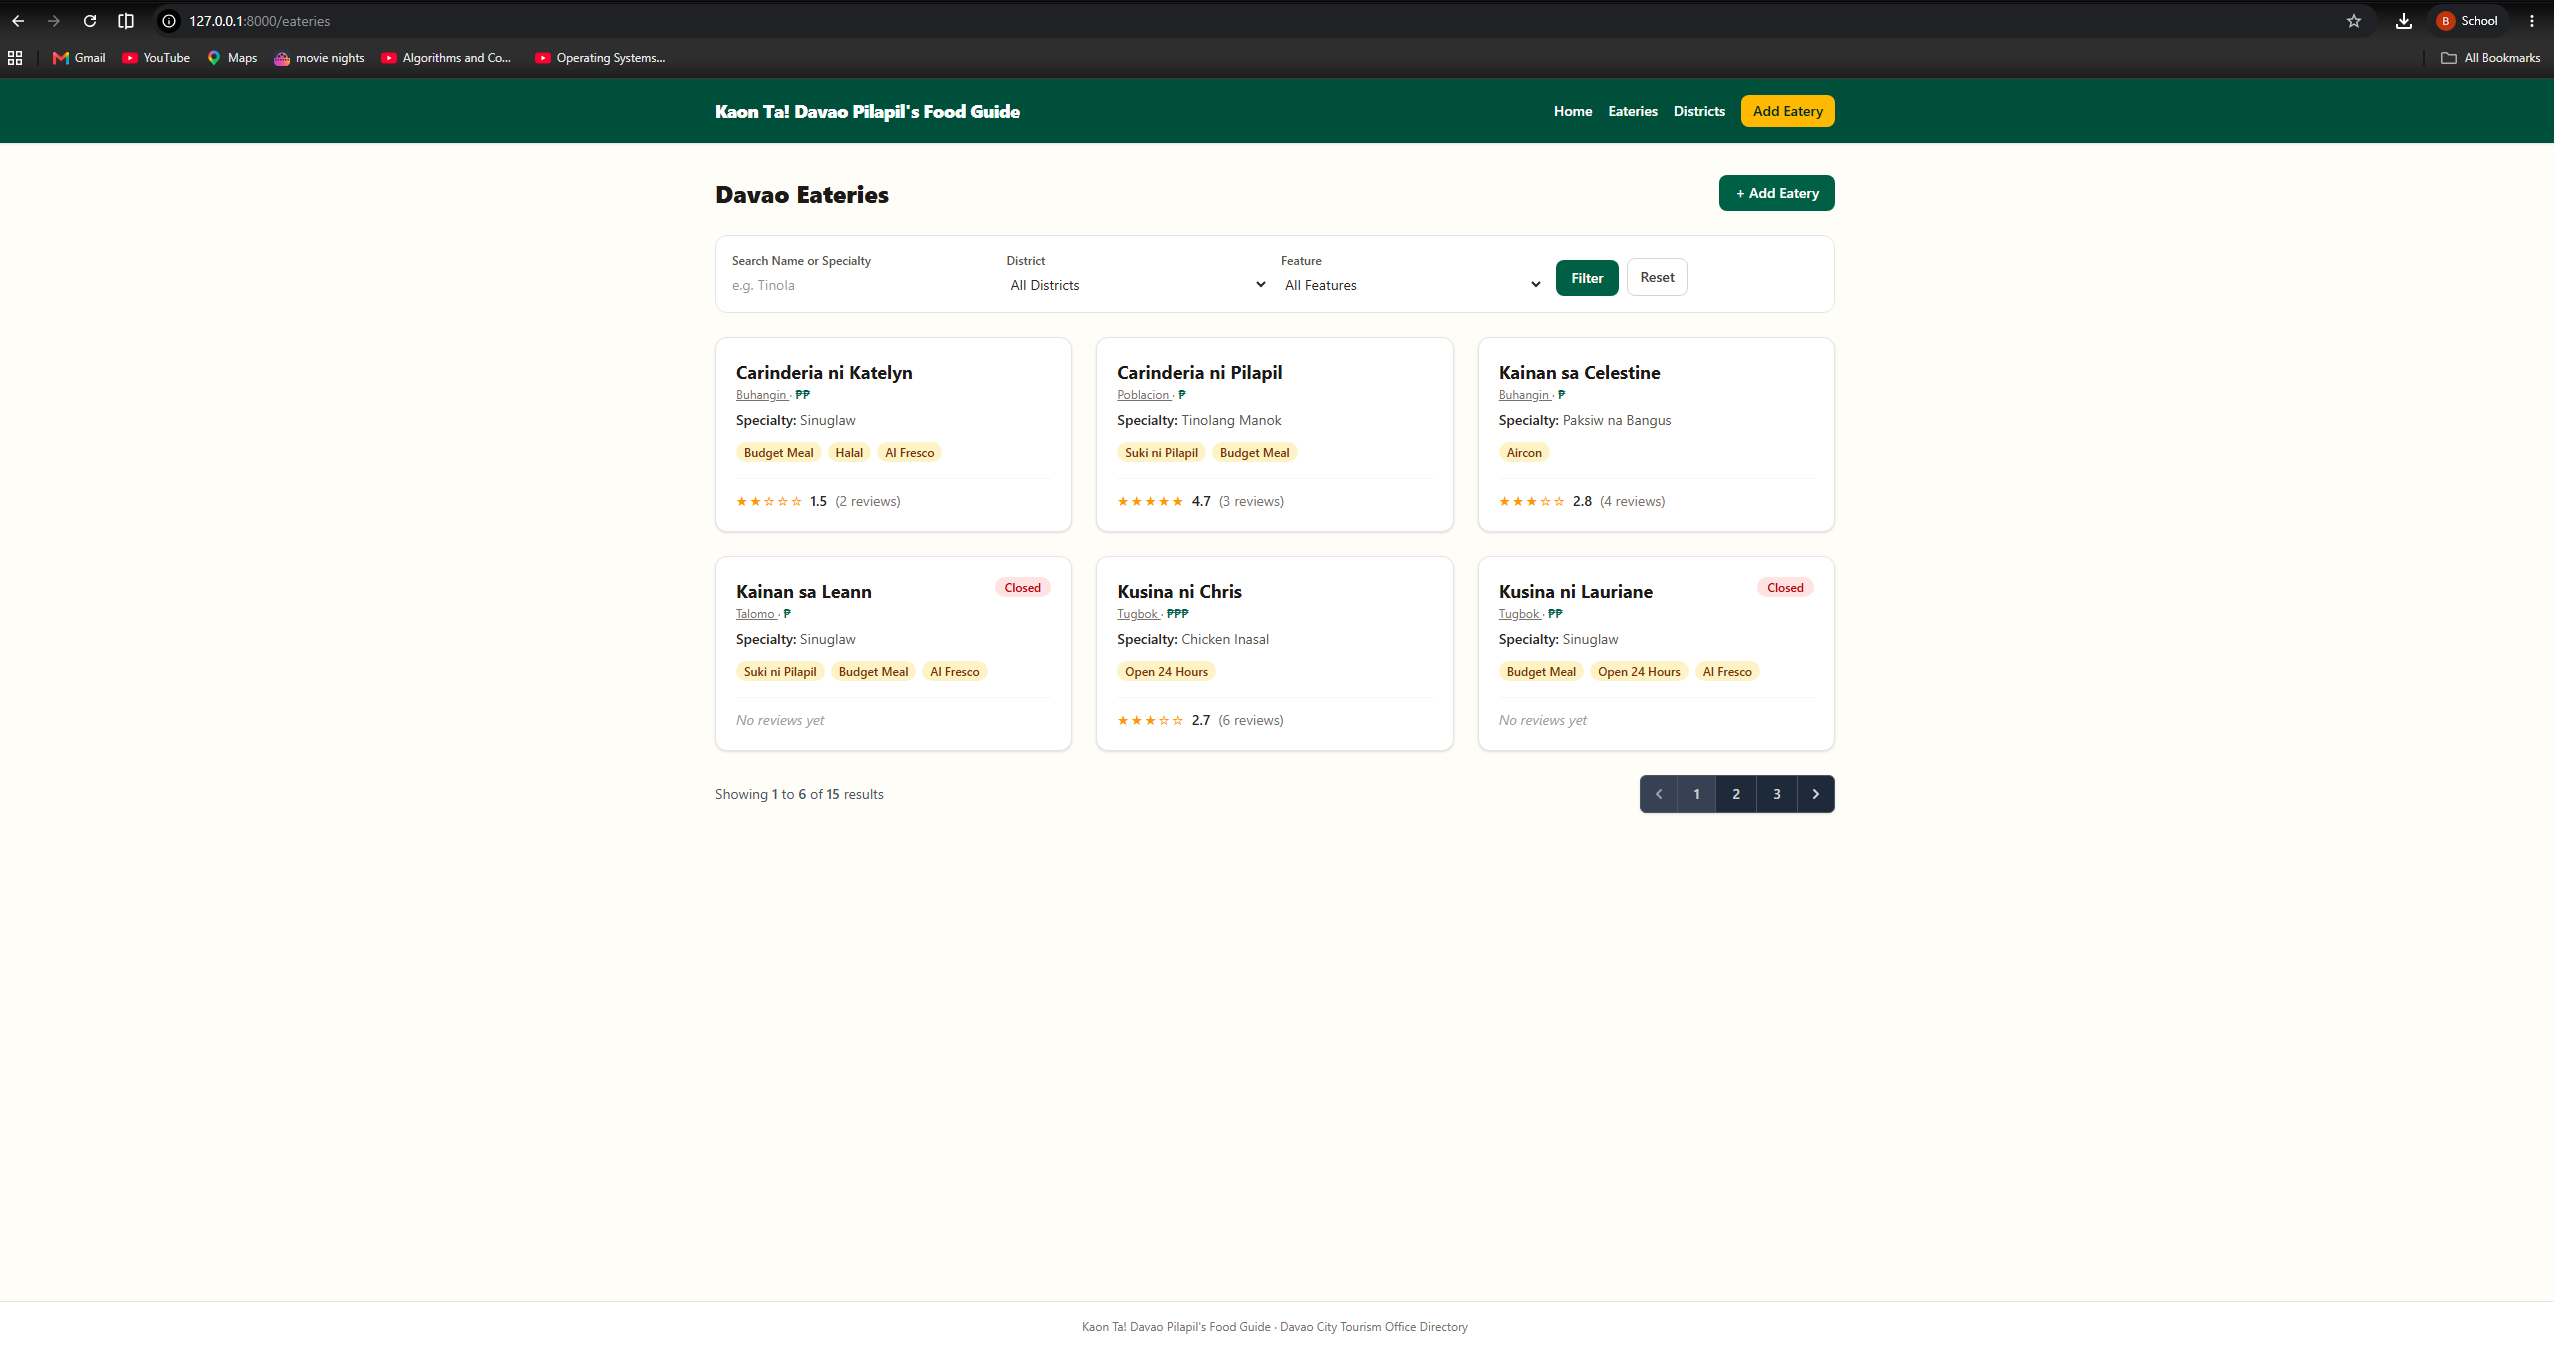 127.0.0.1:8000/eateries
B School
Gmail YouTube Maps movie nights Algorithms and Co... Operating Systems... All Bookmarks
Kaon Ta! Davao Pilapil's Food Guide Home Eateries Districts Add Eatery
Davao Eateries + Add Eatery
Search Name or Specialty District Feature
e.g. Tinola All Districts All Features Filter Reset
Carinderia ni Katelyn
Buhangin · ₱₱
Specialty: Sinuglaw
Budget Meal Halal Al Fresco
★★☆☆☆ 1.5 (2 reviews)
Carinderia ni Pilapil
Poblacion · ₱
Specialty: Tinolang Manok
Suki ni Pilapil Budget Meal
★★★★★ 4.7 (3 reviews)
Kainan sa Celestine
Buhangin · ₱
Specialty: Paksiw na Bangus
Aircon
★★★☆☆ 2.8 (4 reviews)
Kainan sa Leann Closed
Talomo · ₱
Specialty: Sinuglaw
Suki ni Pilapil Budget Meal Al Fresco
No reviews yet
Kusina ni Chris
Tugbok · ₱₱₱
Specialty: Chicken Inasal
Open 24 Hours
★★★☆☆ 2.7 (6 reviews)
Kusina ni Lauriane Closed
Tugbok · ₱₱
Specialty: Sinuglaw
Budget Meal Open 24 Hours Al Fresco
No reviews yet
Showing 1 to 6 of 15 results 1 2 3
Kaon Ta! Davao Pilapil's Food Guide · Davao City Tourism Office Directory